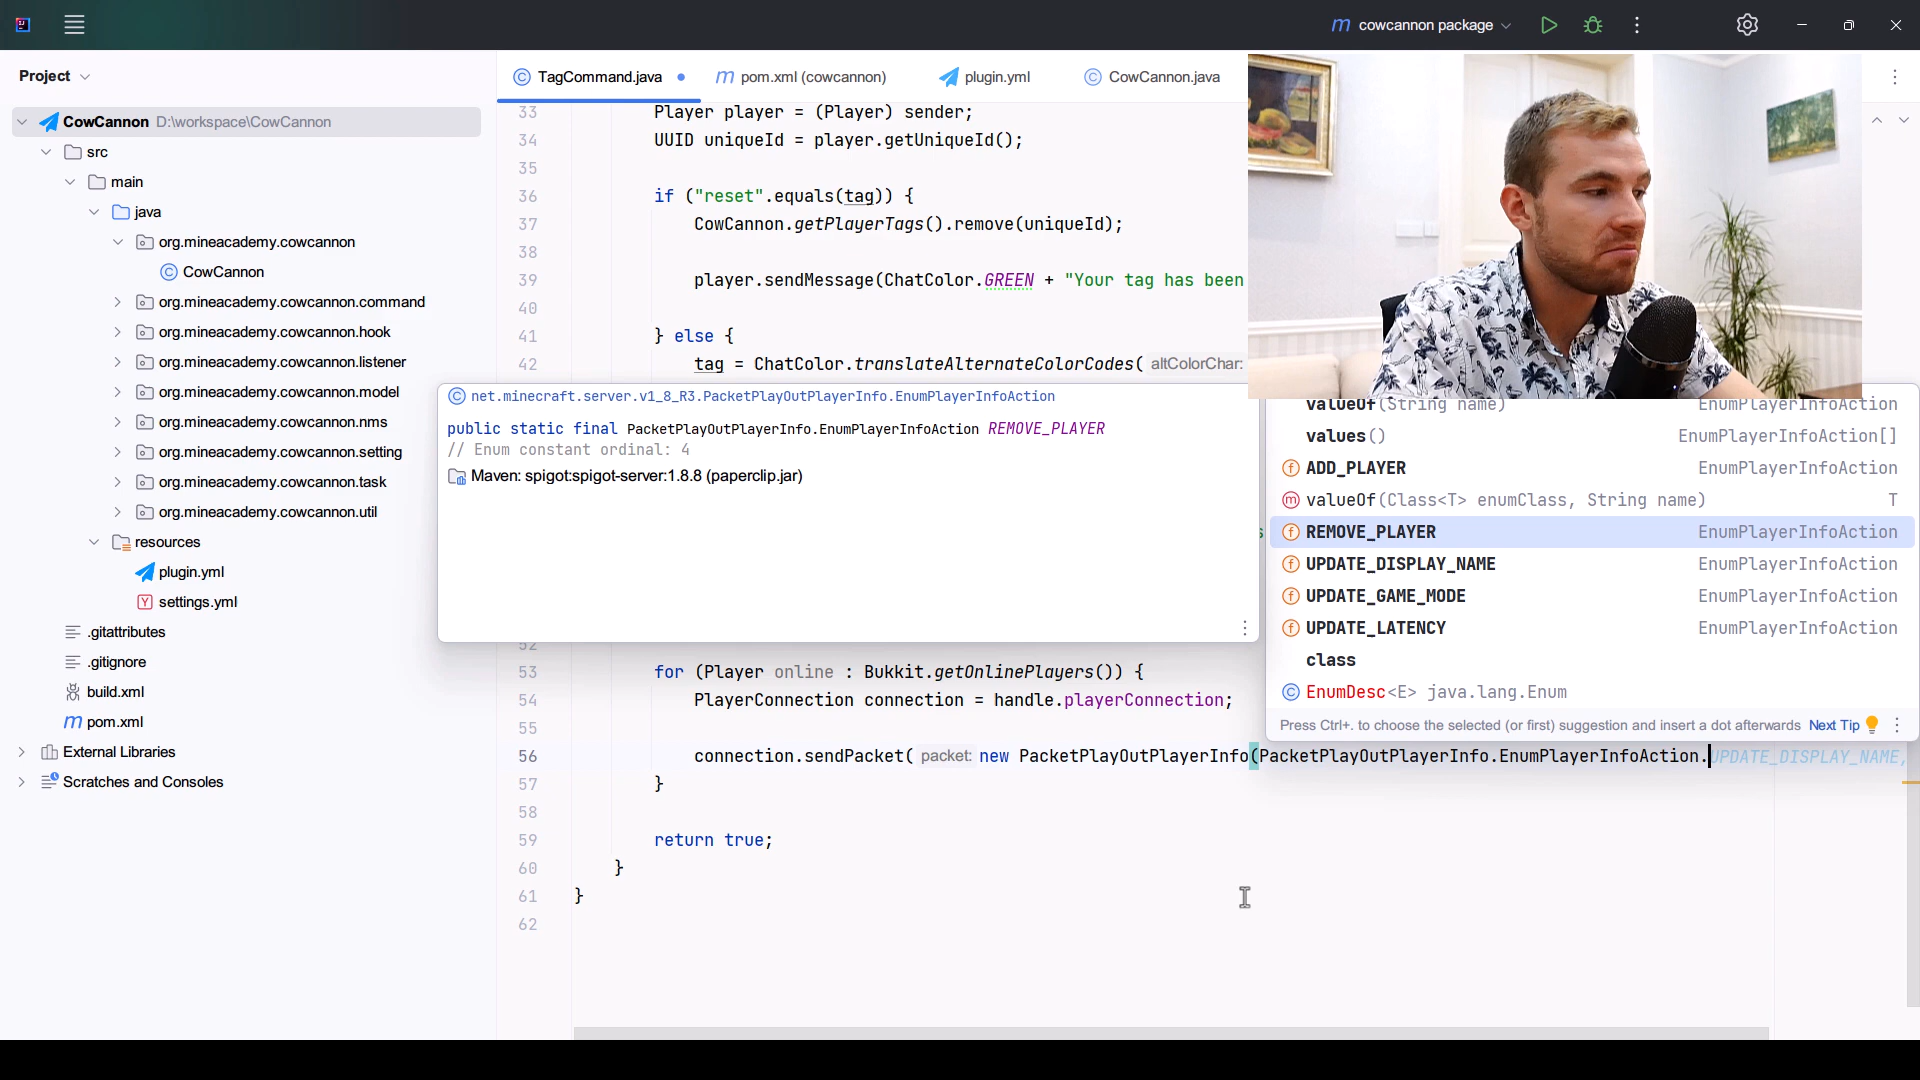 cowcannon package
Project
TagCommand.java
pom.xml (cowcannon)
plugin.yml
CowCannon.java
CowCannon D:\workspace\CowCannon
src
main
java
org.mineacademy.cowcannon
CowCannon
org.mineacademy.cowcannon.command
org.mineacademy.cowcannon.hook
org.mineacademy.cowcannon.listener
org.mineacademy.cowcannon.model
org.mineacademy.cowcannon.nms
org.mineacademy.cowcannon.setting
org.mineacademy.cowcannon.task
org.mineacademy.cowcannon.util
resources
plugin.yml
settings.yml
.gitattributes
.gitignore
build.xml
pom.xml
External Libraries
Scratches and Consoles
33 Player player = (Player) sender;
34 UUID uniqueId = player.getUniqueId();
35
36 if ("reset".equals(tag)) {
37 CowCannon.getPlayerTags().remove(uniqueId);
38
39 player.sendMessage(ChatColor.GREEN + "Your tag has been
40
41 } else {
42 tag = ChatColor.translateAlternateColorCodes( altColorChar:
net.minecraft.server.v1_8_R3.PacketPlayOutPlayerInfo.EnumPlayerInfoAction
public static final PacketPlayOutPlayerInfo.EnumPlayerInfoAction REMOVE_PLAYER
// Enum constant ordinal: 4
Maven: spigot:spigot-server:1.8.8 (paperclip.jar)
valueOf(String name) EnumPlayerInfoAction
values() EnumPlayerInfoAction[]
ADD_PLAYER EnumPlayerInfoAction
valueOf(Class<T> enumClass, String name) T
REMOVE_PLAYER EnumPlayerInfoAction
UPDATE_DISPLAY_NAME EnumPlayerInfoAction
UPDATE_GAME_MODE EnumPlayerInfoAction
UPDATE_LATENCY EnumPlayerInfoAction
class
EnumDesc<E> java.lang.Enum
Press Ctrl+. to choose the selected (or first) suggestion and insert a dot afterwards Next Tip
52
53 for (Player online : Bukkit.getOnlinePlayers()) {
54 PlayerConnection connection = handle.playerConnection;
55
56 connection.sendPacket( packet: new PacketPlayOutPlayerInfo(PacketPlayOutPlayerInfo.EnumPlayerInfoAction.UPDATE_DISPLAY_NAME,
57 }
58
59 return true;
60 }
61 }
62